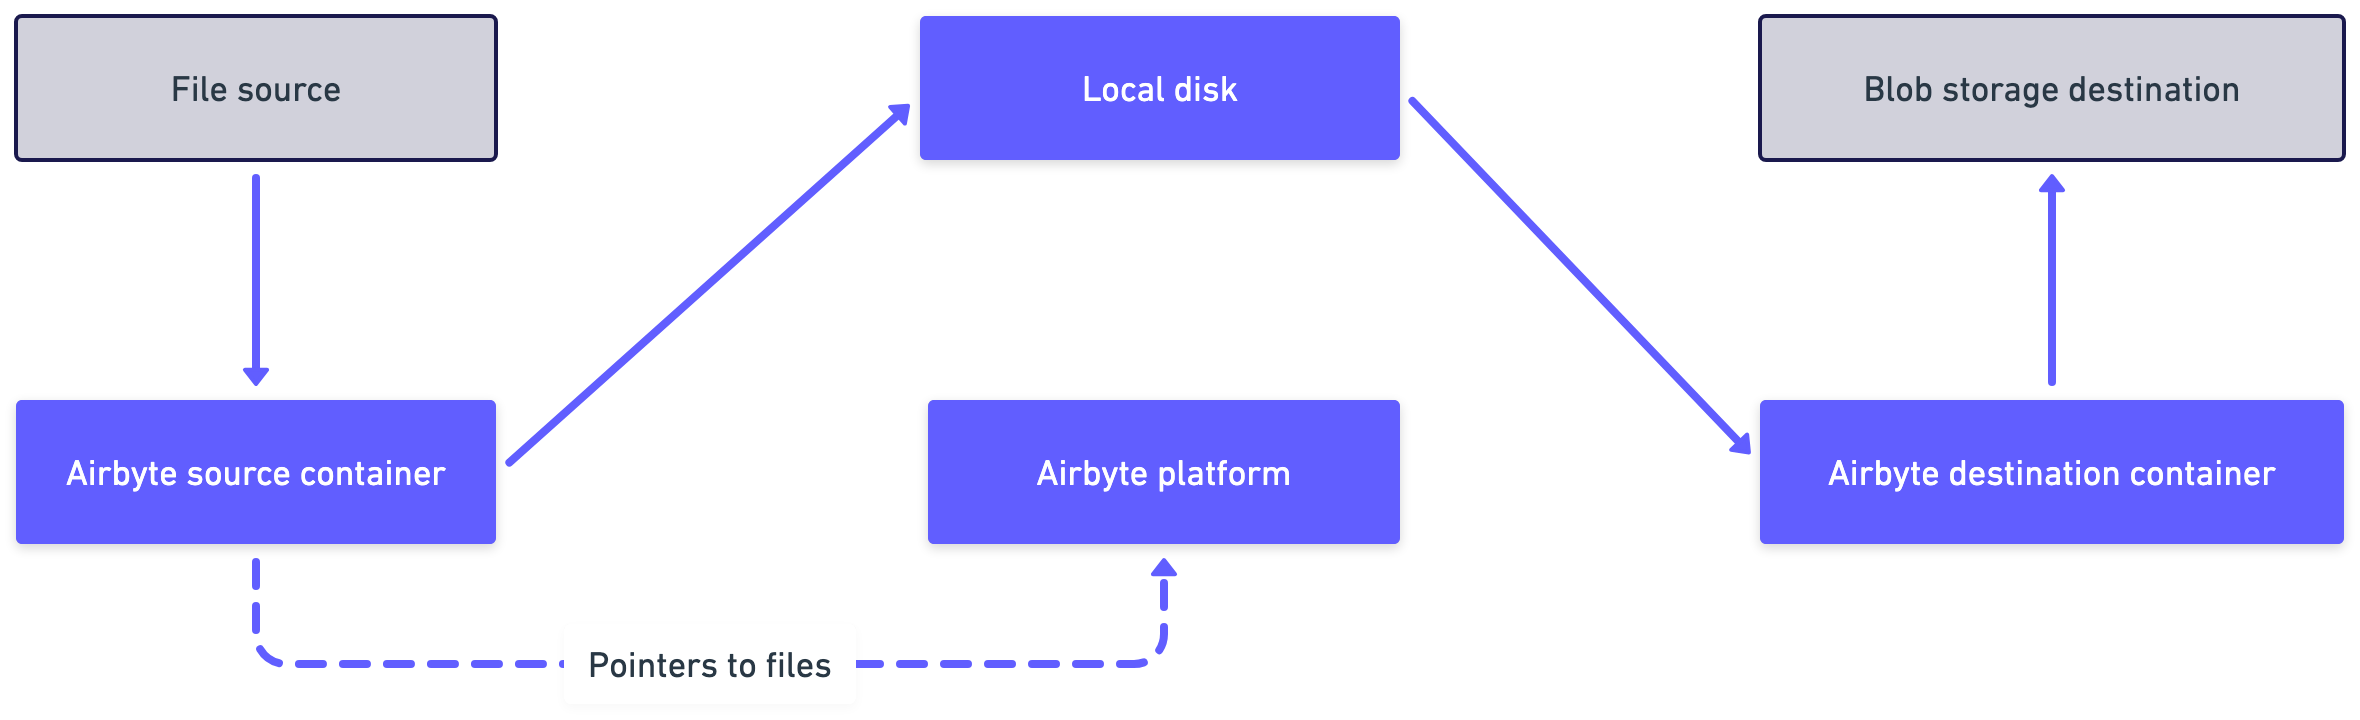 File source
Local disk
Blob storage destination
Airbyte source container
Airbyte platform
Airbyte destination container
Pointers to files